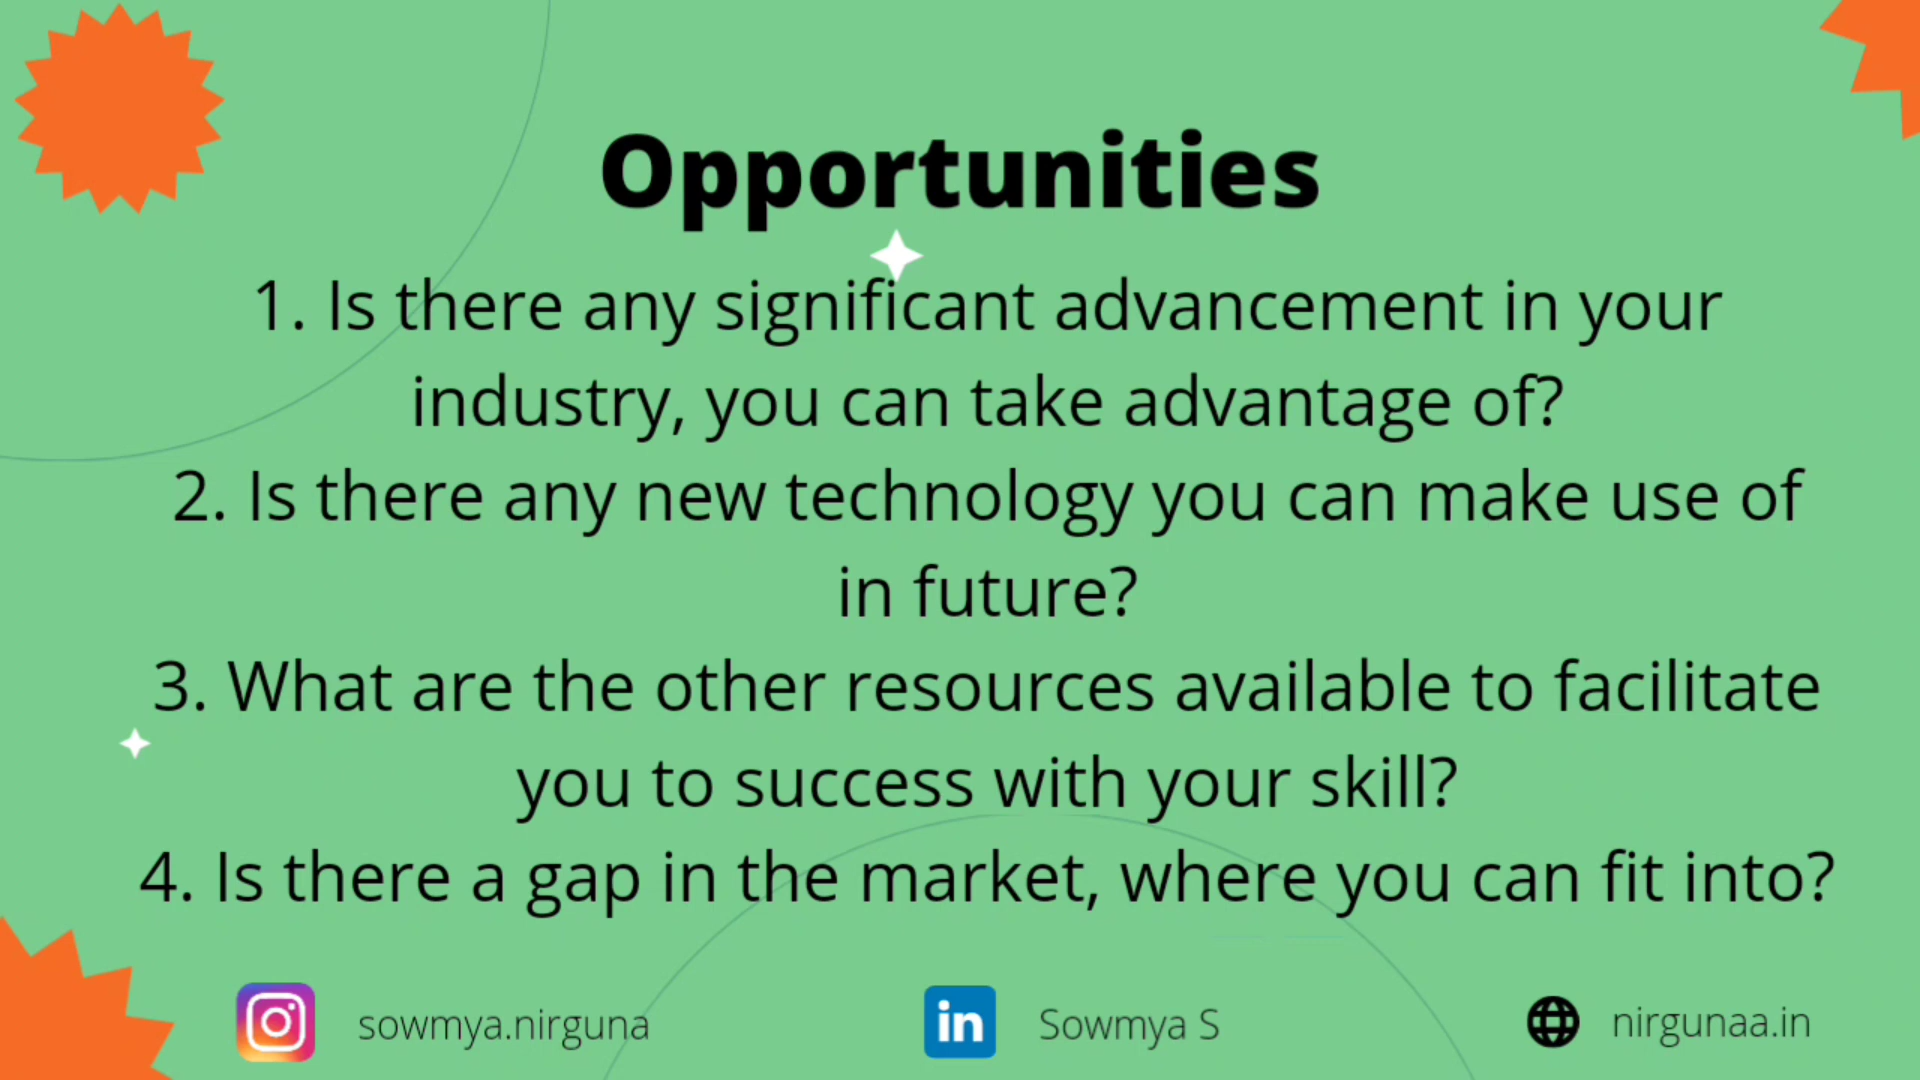 Opportunities
1. Is there any significant advancement in your
industry, you can take advantage of?
2. Is there any new technology you can make use of
in future?
3. What are the other resources available to facilitate
you to success with your skill?
4. Is there a gap in the market, where you can fit into?
sowmya.nirguna
in Sowmya S
nirgunaa.in